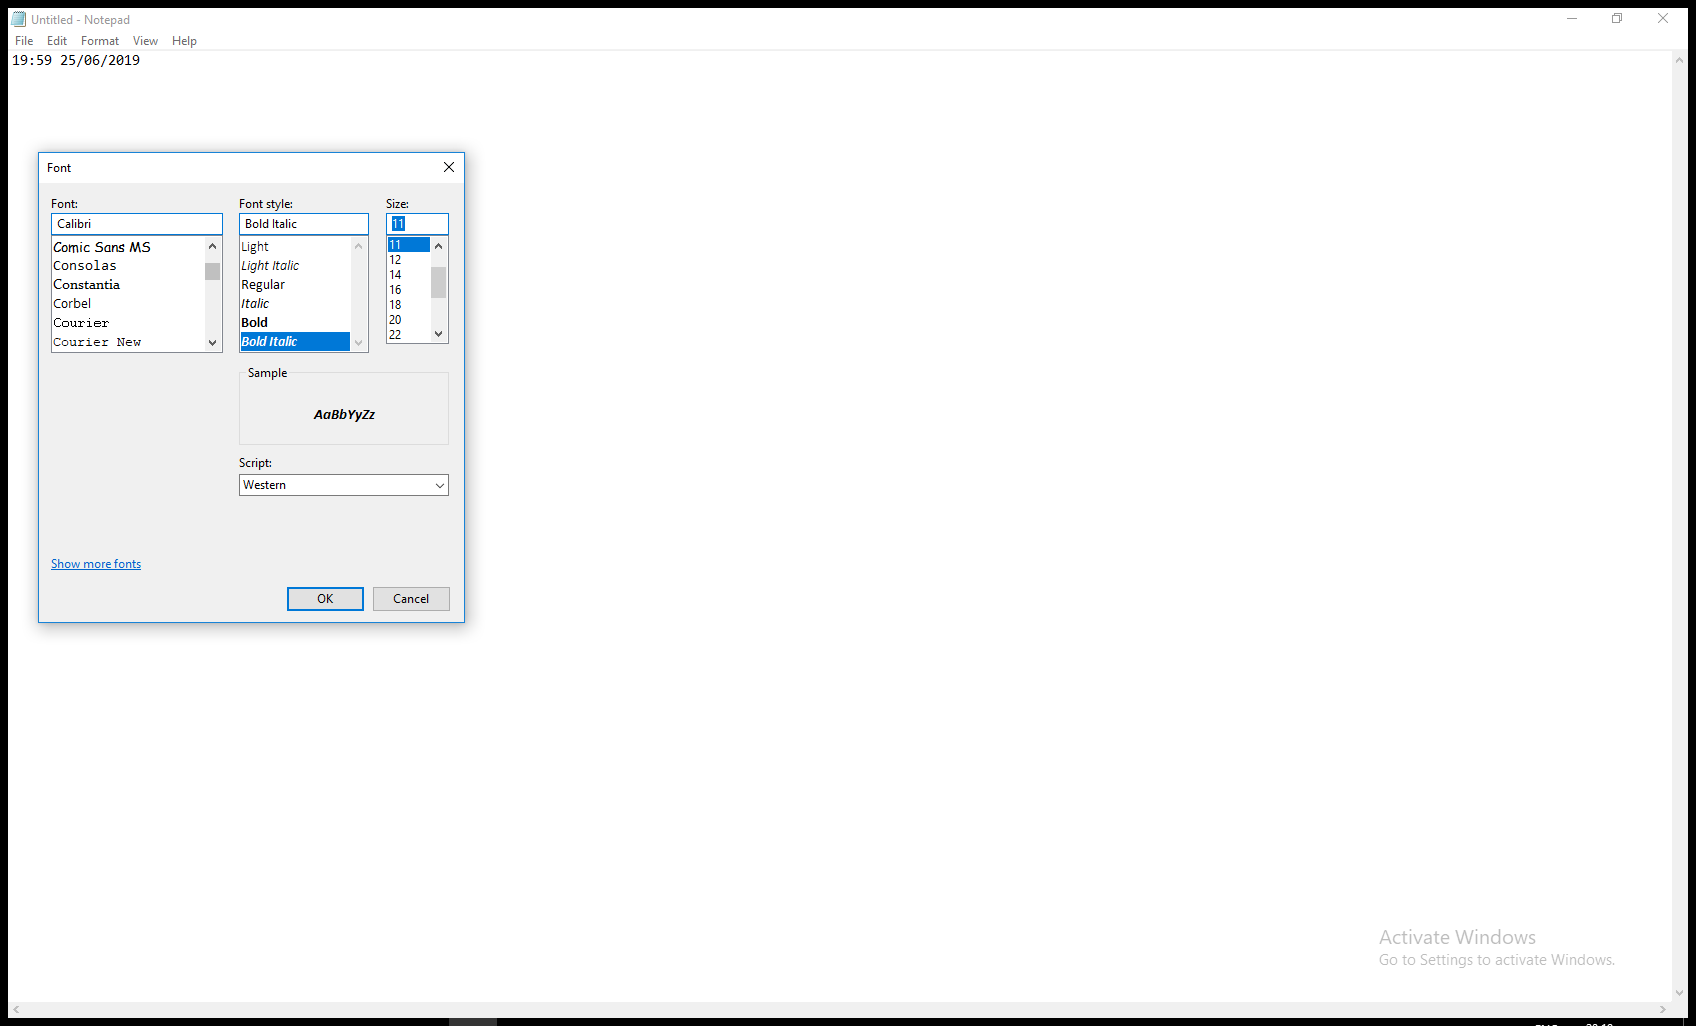 Untitled - Notepad
File Edit Format View Help
19:59 25/06/2019
Font
Font: Font style: Size:
Calibri Bold Italic 11
Comic Sans MS
Consolas
Constantia
Corbel
Courier
Courier New
Light
Light Italic
Regular
Italic
Bold
Bold Italic
11
12
14
16
18
20
22
Sample
AaBbYyZz
Script:
Western
Show more fonts
OK Cancel
Activate Windows
Go to Settings to activate Windows.